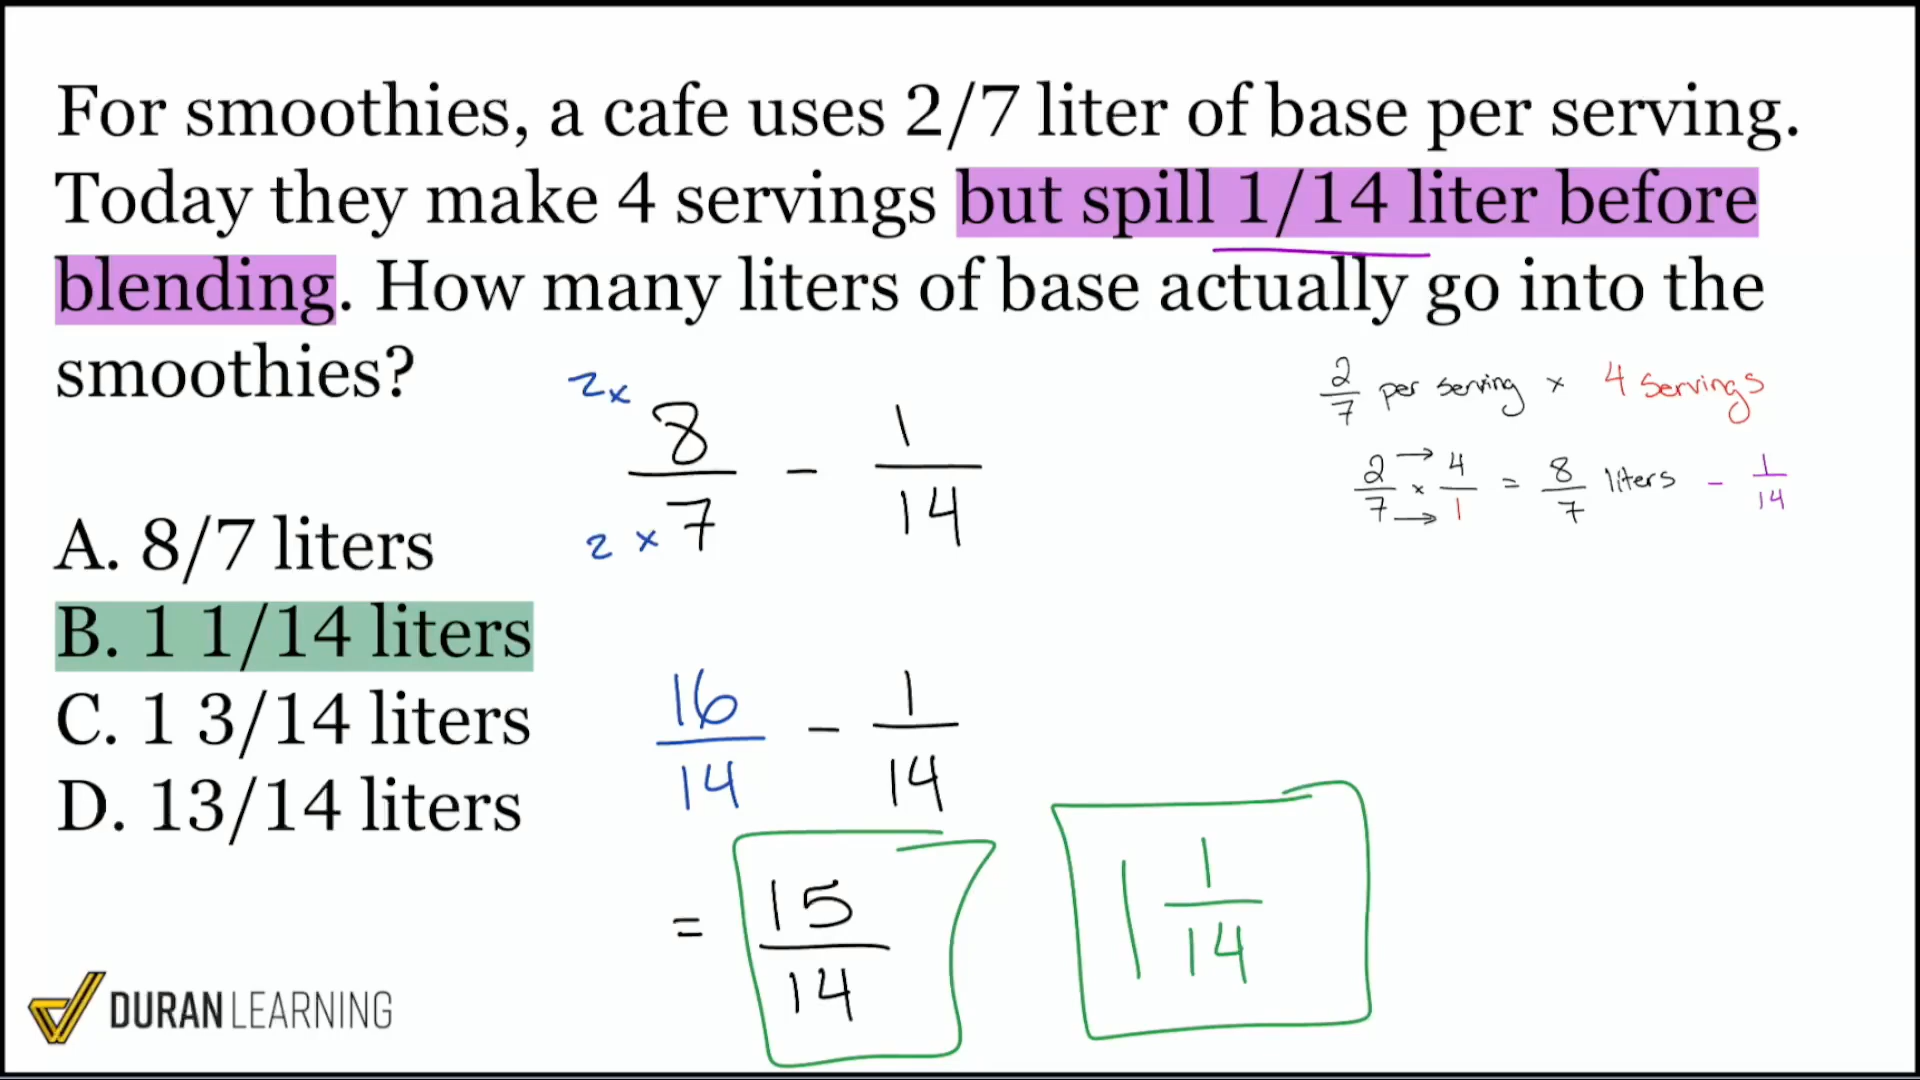 For smoothies, a cafe uses 2/7 liter of base per serving.
Today they make 4 servings but spill 1/14 liter before
blending. How many liters of base actually go into the
smoothies?
2/7 per serving × 4 servings
2/7 × 4/1 = 8/7 liters - 1/14
2×
8/7 - 1/14
2 ×
A. 8/7 liters
B. 1 1/14 liters
C. 1 3/14 liters
D. 13/14 liters
16/14 - 1/14
= 15/14
1 1/14
DURAN LEARNING